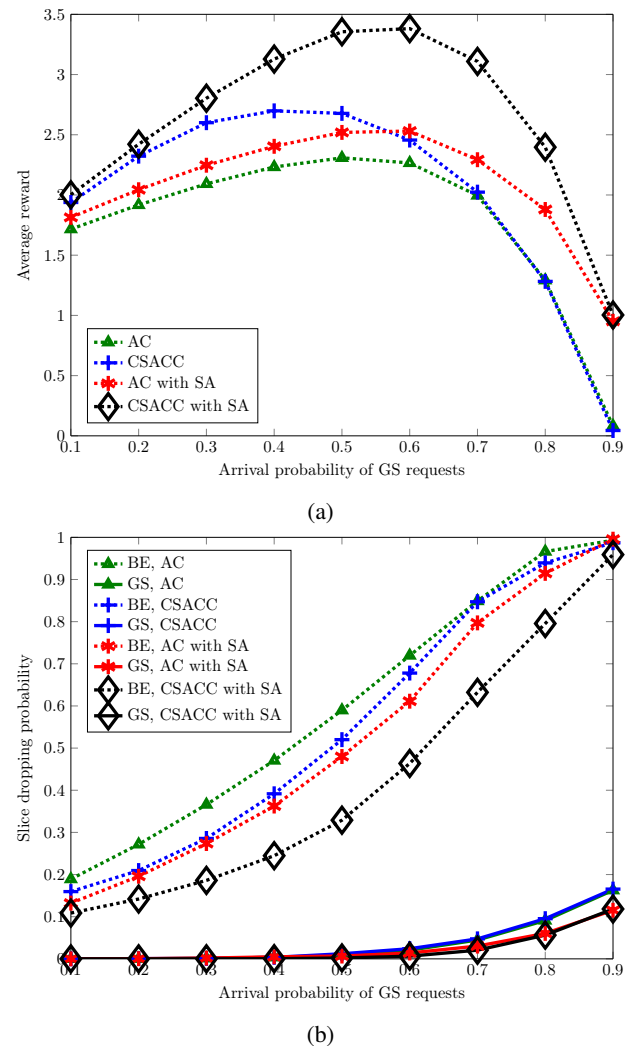 3.5
3
2.5
2
1.5
1
0.5
0
Average reward
AC
CSACC
AC with SA
CSACC with SA
0.1 0.2 0.3 0.4 0.5 0.6 0.7 0.8 0.9
Arrival probability of GS requests
(a)
1
0.9
0.8
0.7
0.6
0.5
0.4
0.3
0.2
0.1
0
Slice dropping probability
BE, AC
GS, AC
BE, CSACC
GS, CSACC
BE, AC with SA
GS, AC with SA
BE, CSACC with SA
GS, CSACC with SA
0.1 0.2 0.3 0.4 0.5 0.6 0.7 0.8 0.9
Arrival probability of GS requests
(b)